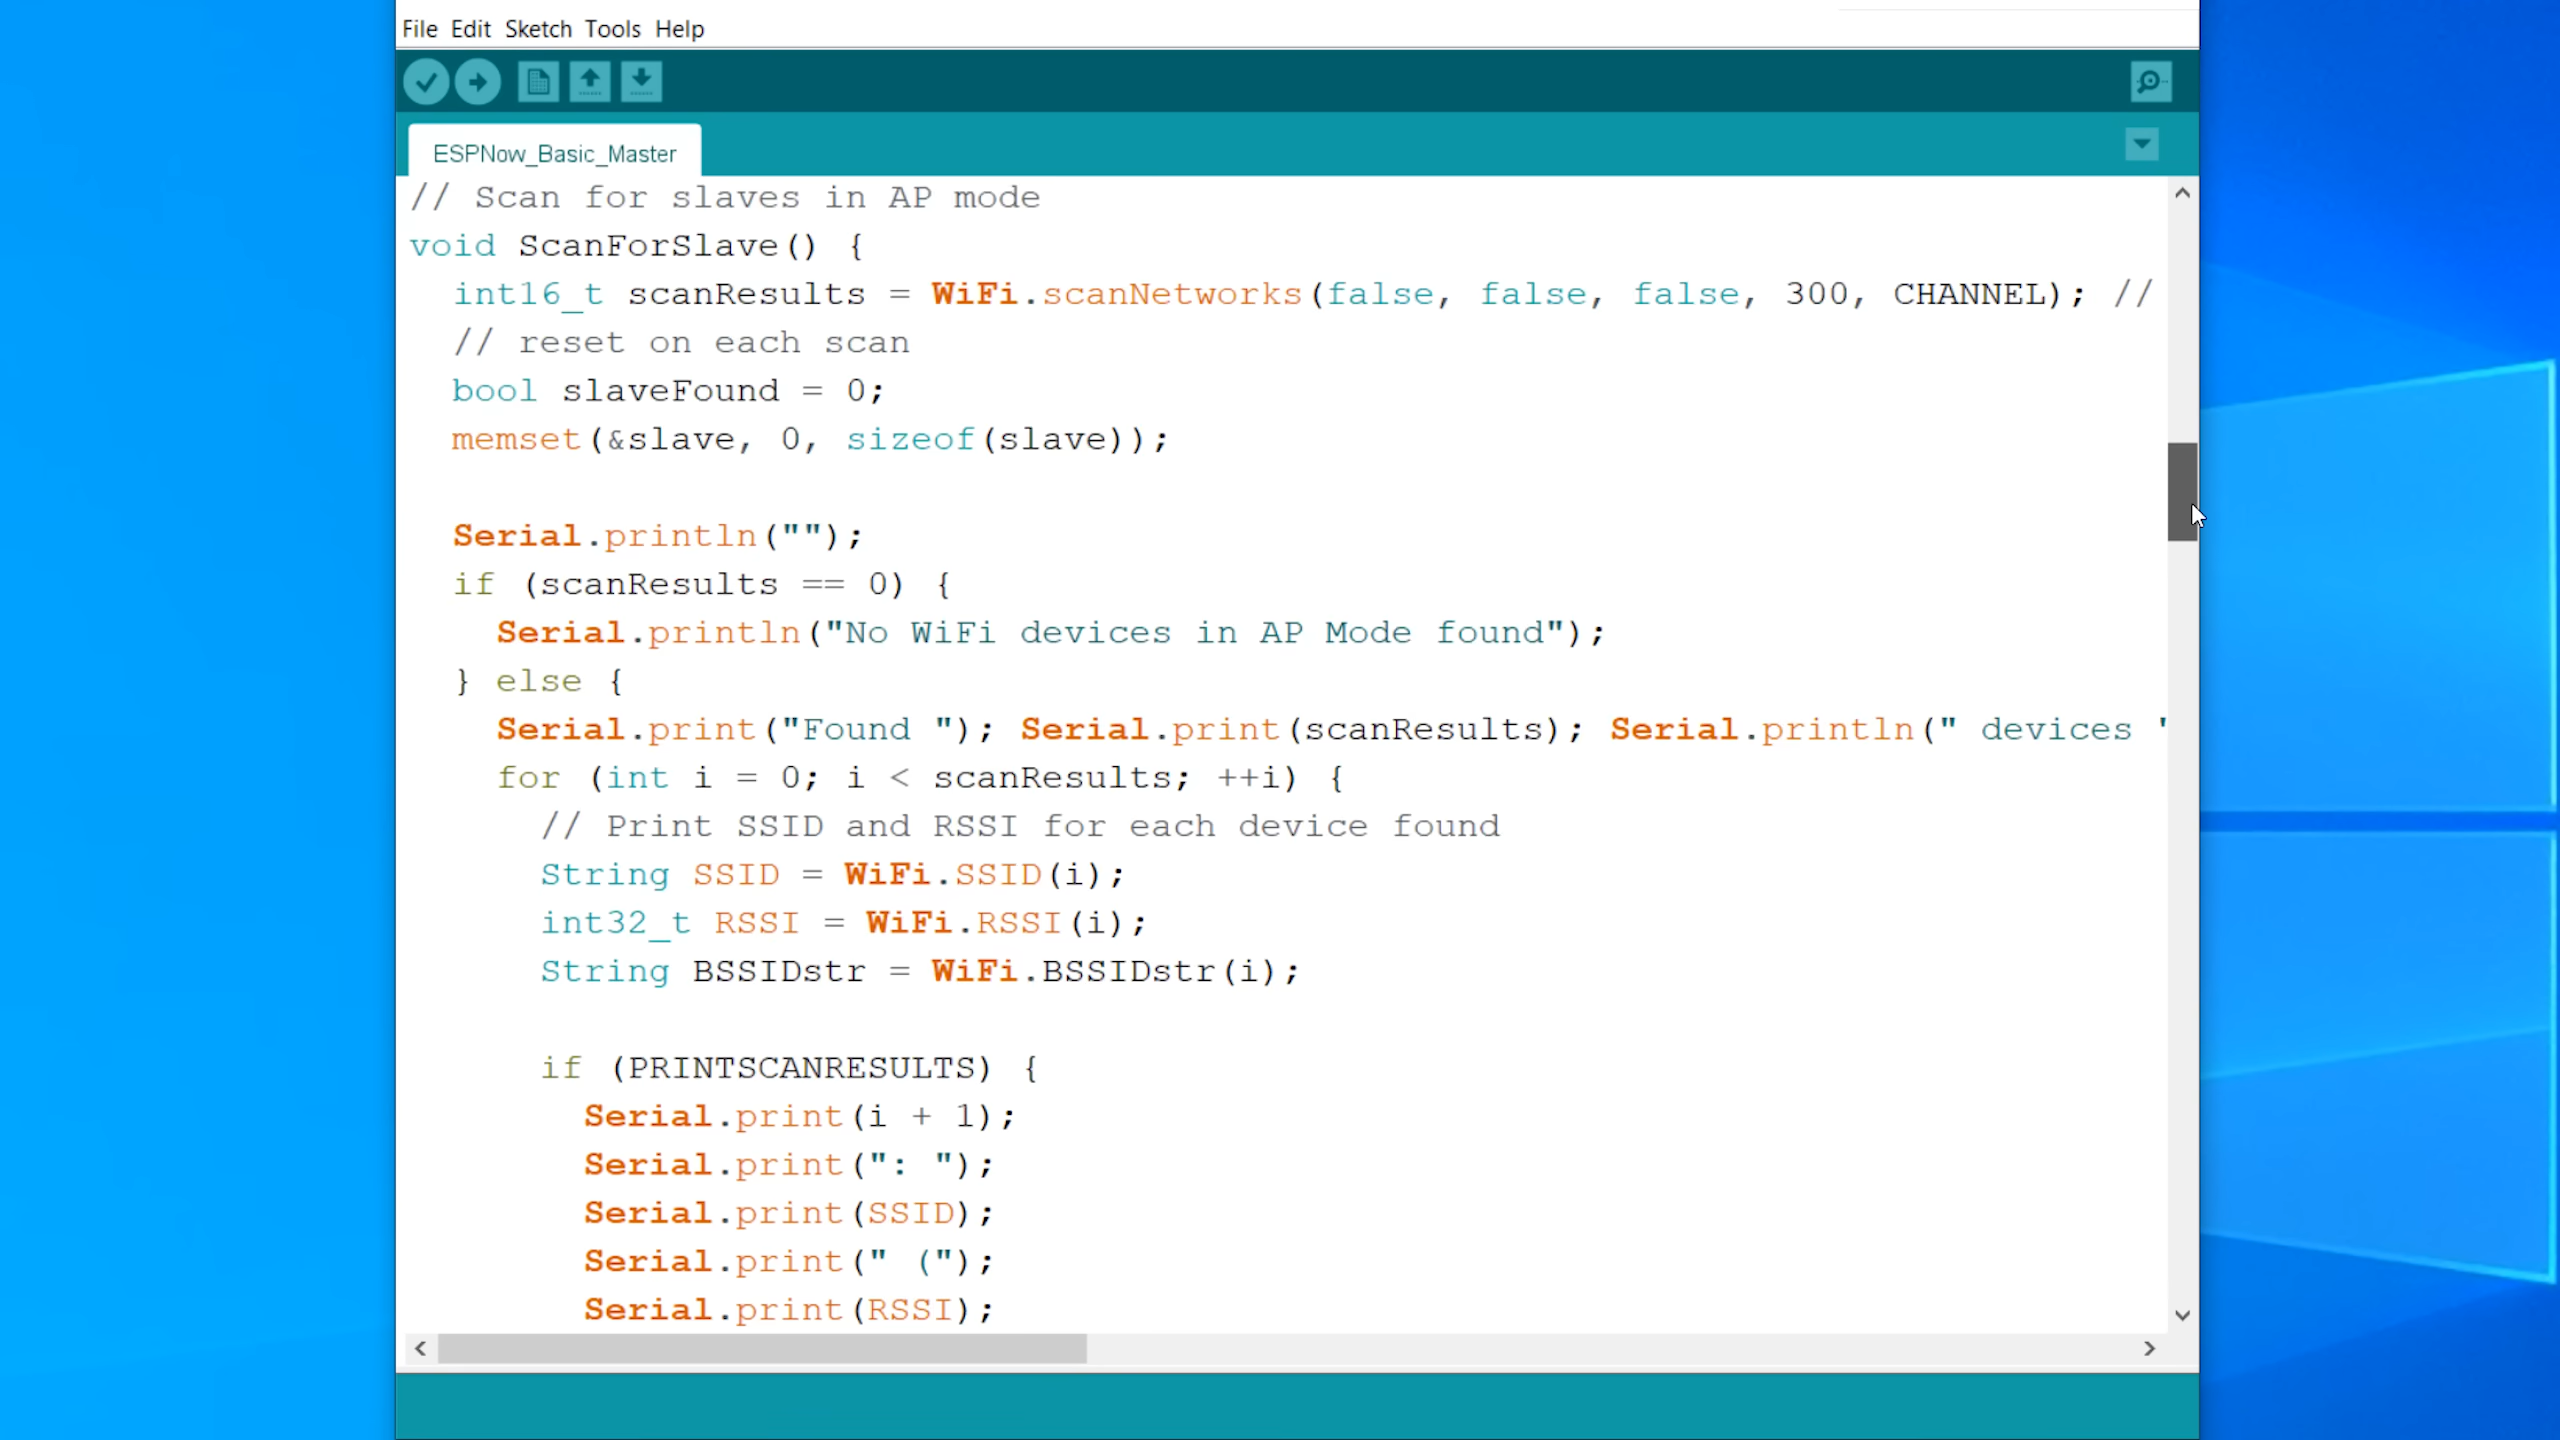 File Edit Sketch Tools Help
ESPNow_Basic_Master
// Scan for slaves in AP mode
void ScanForSlave() {
  int16_t scanResults = WiFi.scanNetworks(false, false, false, 300, CHANNEL); //
  // reset on each scan
  bool slaveFound = 0;
  memset(&slave, 0, sizeof(slave));
  Serial.println("");
  if (scanResults == 0) {
    Serial.println("No WiFi devices in AP Mode found");
  } else {
    Serial.print("Found "); Serial.print(scanResults); Serial.println(" devices "
    for (int i = 0; i < scanResults; ++i) {
      // Print SSID and RSSI for each device found
      String SSID = WiFi.SSID(i);
      int32_t RSSI = WiFi.RSSI(i);
      String BSSIDstr = WiFi.BSSIDstr(i);
      if (PRINTSCANRESULTS) {
        Serial.print(i + 1);
        Serial.print(": ");
        Serial.print(SSID);
        Serial.print(" (");
        Serial.print(RSSI);